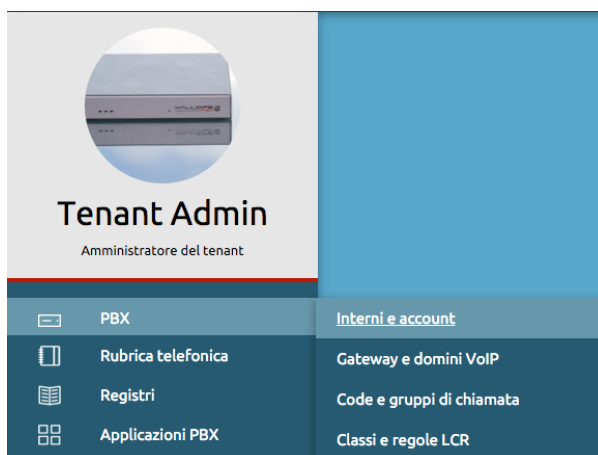 Tenant Admin
Amministratore del tenant
PBX
Rubrica telefonica
Registri
Applicazioni PBX
Interni e account
Gateway e domini VoIP
Code e gruppi di chiamata
Classi e regole LCR